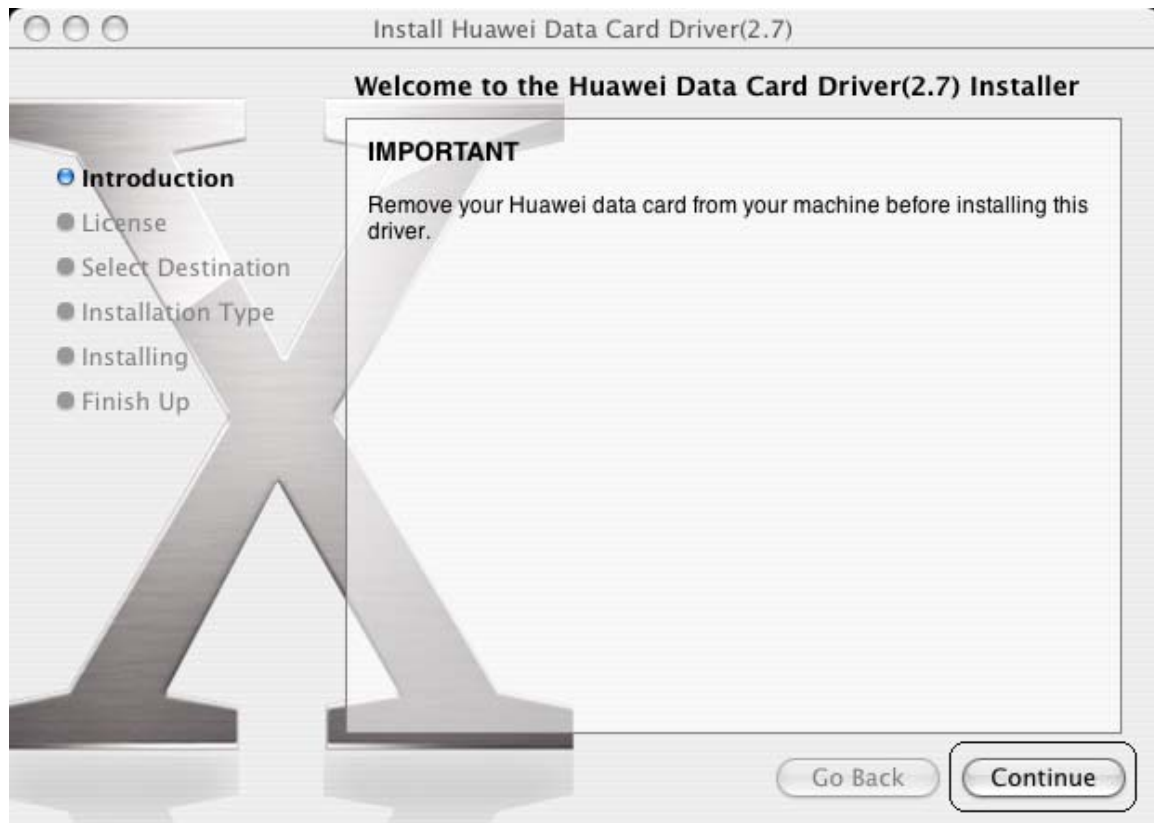 Install Huawei Data Card Driver(2.7)
Welcome to the Huawei Data Card Driver(2.7) Installer
Introduction
License
Select Destination
Installation Type
Installing
Finish Up
IMPORTANT
Remove your Huawei data card from your machine before installing this
driver.
Go Back
Continue